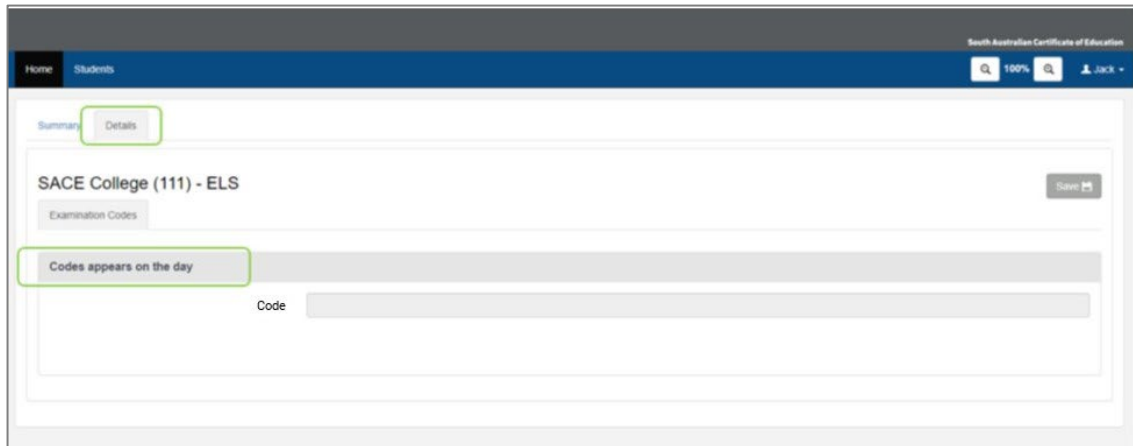 South Australian Certificate of Education
Home Students 100% Jack
Summary Details
SACE College (111) - ELS
Save
Examination Codes
Codes appears on the day
Code